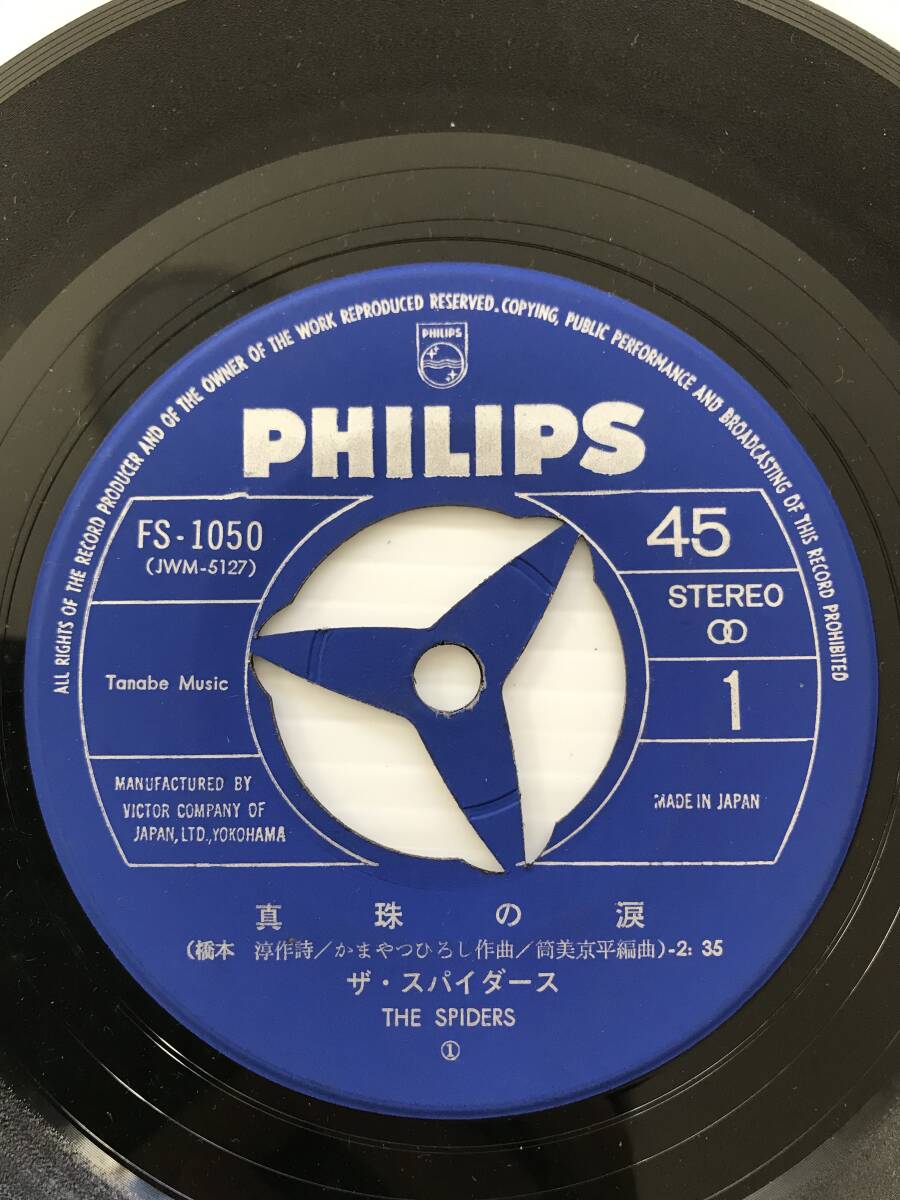 ALL RIGHTS OF THE RECORD PRODUCER AND OF THE OWNER OF THE WORK REPRODUCED RESERVED. COPYING, PUBLIC PERFORMANCE AND BROADCASTING OF THIS RECORD PROHIBITED
PHILIPS
PHILIPS
FS-1050
(JWM-5127)
Tanabe Music
MANUFACTURED BY
VICTOR COMPANY OF
JAPAN, LTD., YOKOHAMA
45
STEREO
1
MADE IN JAPAN
真珠の涙
(橋本 淳作詩/かまやつひろし作曲/筒美京平編曲)-2: 35
ザ・スパイダース
THE SPIDERS
①